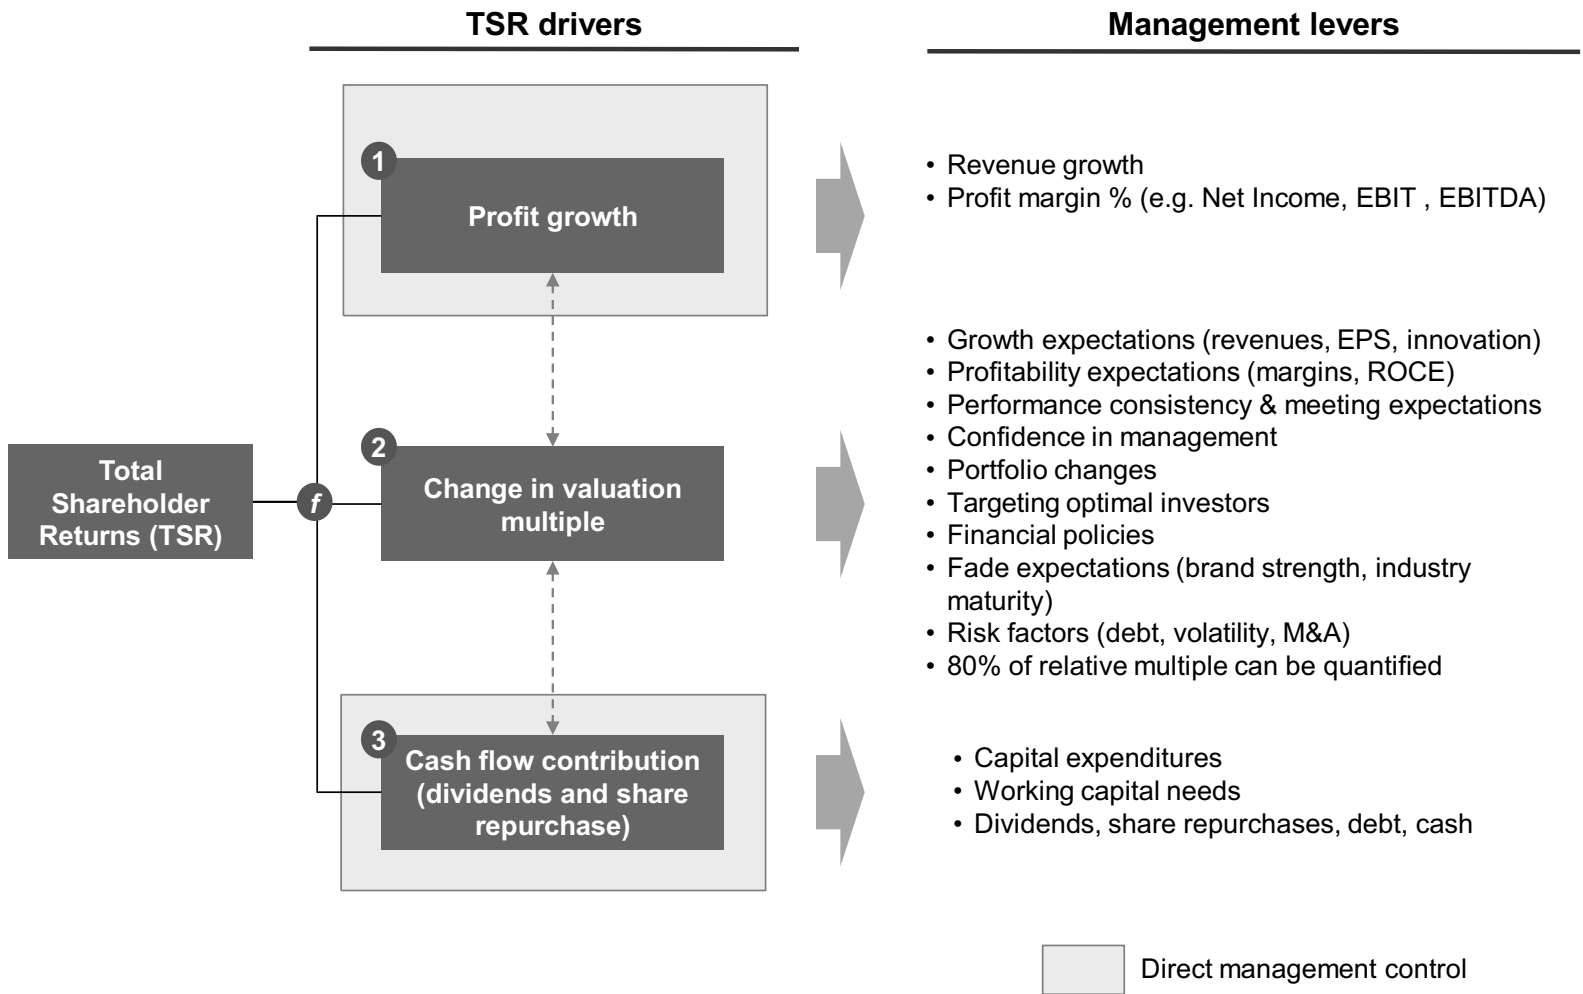 TSR drivers
Management levers
1
Profit growth
• Revenue growth
• Profit margin % (e.g. Net Income, EBIT , EBITDA)
Total
Shareholder
Returns (TSR)
f
2
Change in valuation
multiple
• Growth expectations (revenues, EPS, innovation)
• Profitability expectations (margins, ROCE)
• Performance consistency & meeting expectations
• Confidence in management
• Portfolio changes
• Targeting optimal investors
• Financial policies
• Fade expectations (brand strength, industry
maturity)
• Risk factors (debt, volatility, M&A)
• 80% of relative multiple can be quantified
3
Cash flow contribution
(dividends and share
repurchase)
• Capital expenditures
• Working capital needs
• Dividends, share repurchases, debt, cash
Direct management control